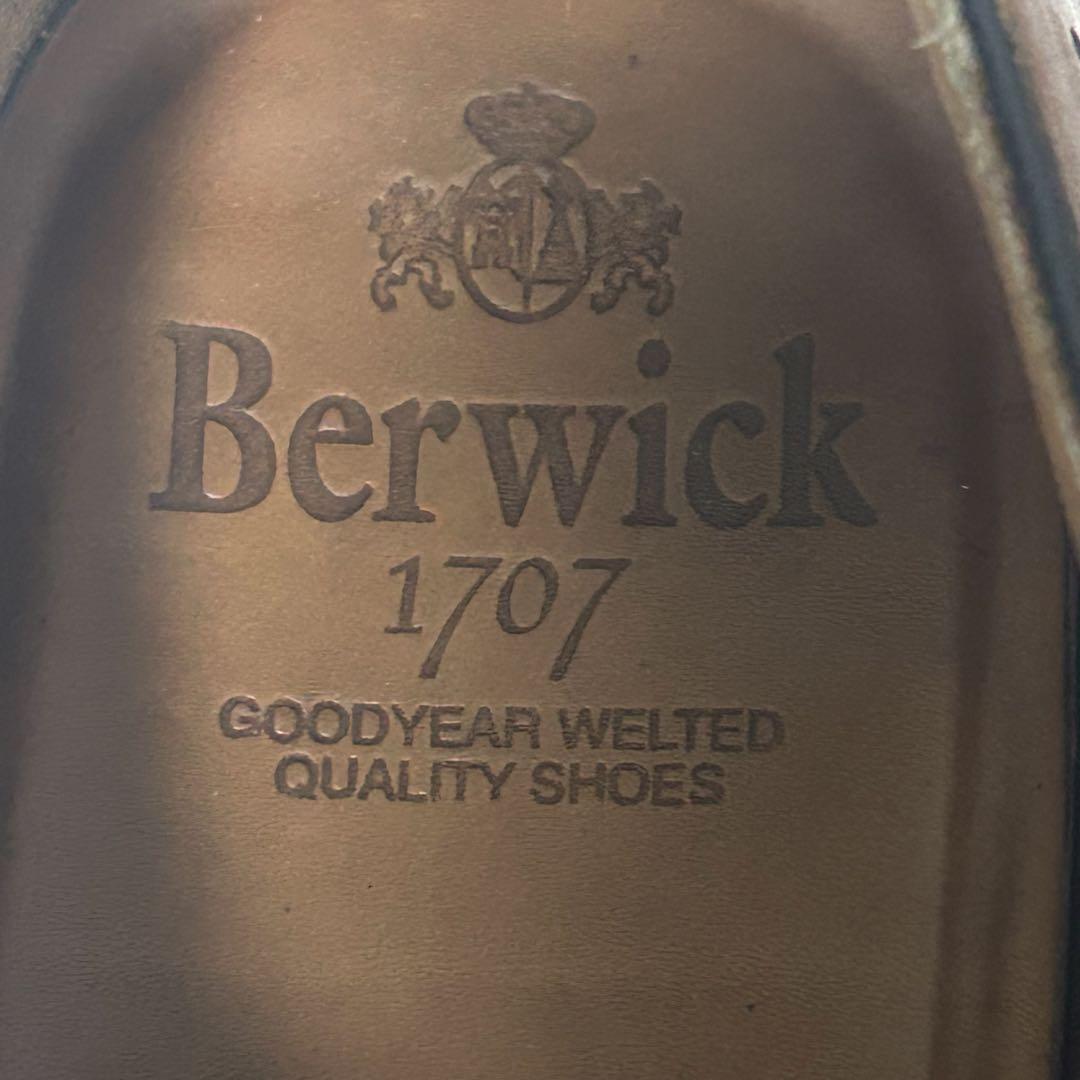 Berwick
1707
GOODYEAR WELTED
QUALITY SHOES